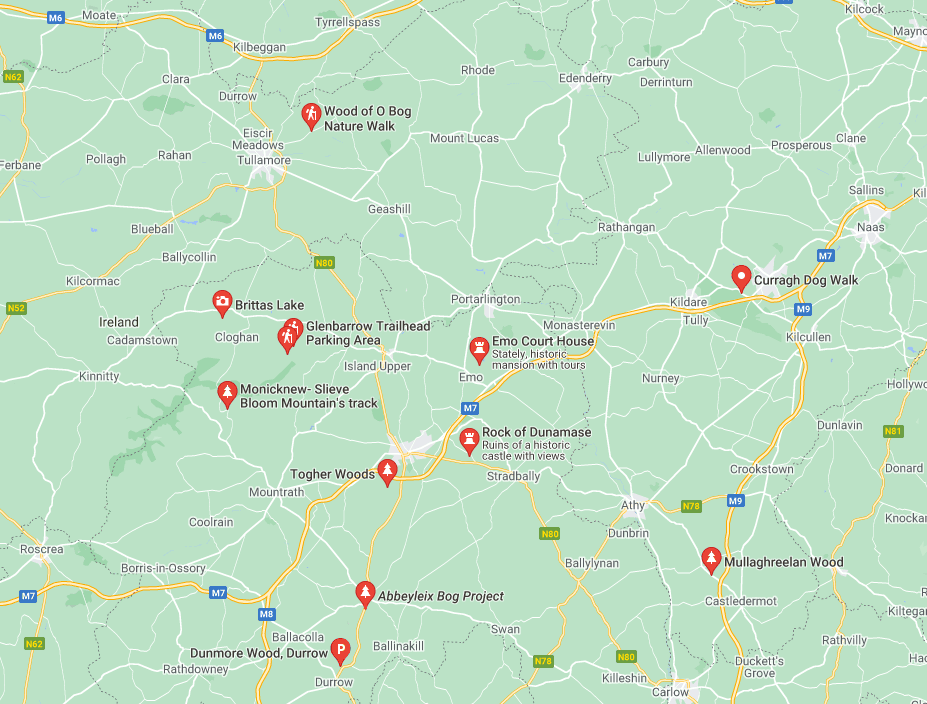 M6
Moate
Tyrrellspass
Kilcock
M6
Kilbeggan
N62
Clara
Rhode
Carbury
Edenderry
Derrinturn
Durrow
Wood of O Bog
Nature Walk
Eiscir
Meadows
Tullamore
Mount Lucas
Prosperous
Clane
Allenwood
Lullymore
Pollagh
Rahan
Ferbane
Sallins
Geashill
Naas
Blueball
Rathangan
Ballycollin
N80
M7
Kilcormac
Curragh Dog Walk
Brittas Lake
Portarlington
Kildare
N52
M9
Ireland
Glenbarrow Trailhead
Parking Area
Tully
Monasterevin
Cadamstown
Cloghan
Emo Court House
Stately, historic
mansion with tours
Kilcullen
Island Upper
Kinnitty
Emo
Nurney
Monicknew- Slieve
Bloom Mountain's track
M7
Dunlavin
N81
Rock of Dunamase
Ruins of a historic
castle with views
Togher Woods
Stradbally
Crookstown
Donard
Mountrath
M9
N78
Athy
Coolrain
Dunbrin
N80
Roscrea
Borris-in-Ossory
Ballylynan
Mullaghreelan Wood
M7
M7
Abbeyleix Bog Project
Castledermot
M8
Swan
Ballacolla
Ballinakill
Rathvilly
N62
Dunmore Wood, Durrow
P
N78
N80
Rathdowney
Duckett's
Grove
Durrow
Killeshin
Carlow